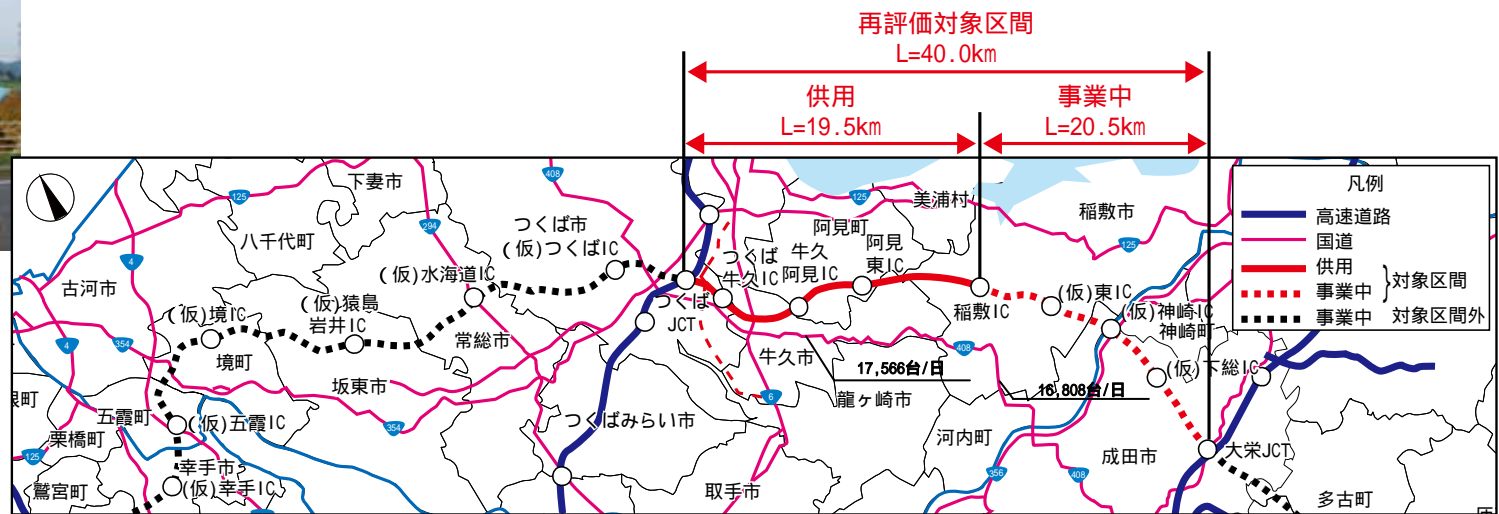 再評価対象区間
L=40.0km
供用
L=19.5km
事業中
L=20.5km
凡例
高速道路
国道
供用
事業中
}対象区間
事業中 対象区間外
下妻市
408
125
美浦村
稲敷市
125
125
294
八千代町
つくば市
(仮)つくばIC
阿見町
阿見
東IC
牛久
阿見IC
つくば
牛久IC
4
古河市
(仮)水海道IC
(仮)猿島
岩井IC
(仮)境IC
つくば
JCT
稲敷IC
(仮)東IC
(仮)神崎IC
神崎町
4
354
境町
常総市
牛久市
408
17,566台/日
(仮)下総IC
坂東市
龍ヶ崎市
16,808台/日
6
五霞町
(仮)五霞IC
354
つくばみらい市
河内町
栗橋町
125
幸手市
(仮)幸手IC
鷲宮町
取手市
356
408
成田市
大栄JCT
多古町